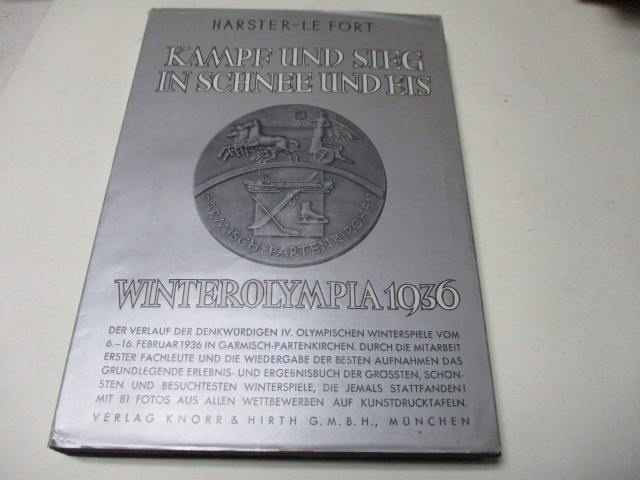 HARSTER-LE FORT
KAMPF UND SIEG
IN SCHNEE UND EIS
GARMISCH-PARTENKIRCHEN
WINTEROLYMPIA 1936
DER VERLAUF DER DENKWÜRDIGEN IV. OLYMPISCHEN WINTERSPIELE VOM
6.–16. FEBRUAR 1936 IN GARMISCH-PARTENKIRCHEN. DURCH DIE MITARBEIT
ERSTER FACHLEUTE UND DIE WIEDERGABE DER BESTEN AUFNAHMEN DAS
GRUNDLEGENDE ERLEBNIS- UND ERGEBNISBUCH DER GRÖSSTEN, SCHÖN-
STEN UND BESUCHTESTEN WINTERSPIELE, DIE JEMALS STATTFANDEN!
MIT 81 FOTOS AUS ALLEN WETTBEWERBEN AUF KUNSTDRUCKTAFELN.
VERLAG KNORR & HIRTH G.M.B.H., MÜNCHEN